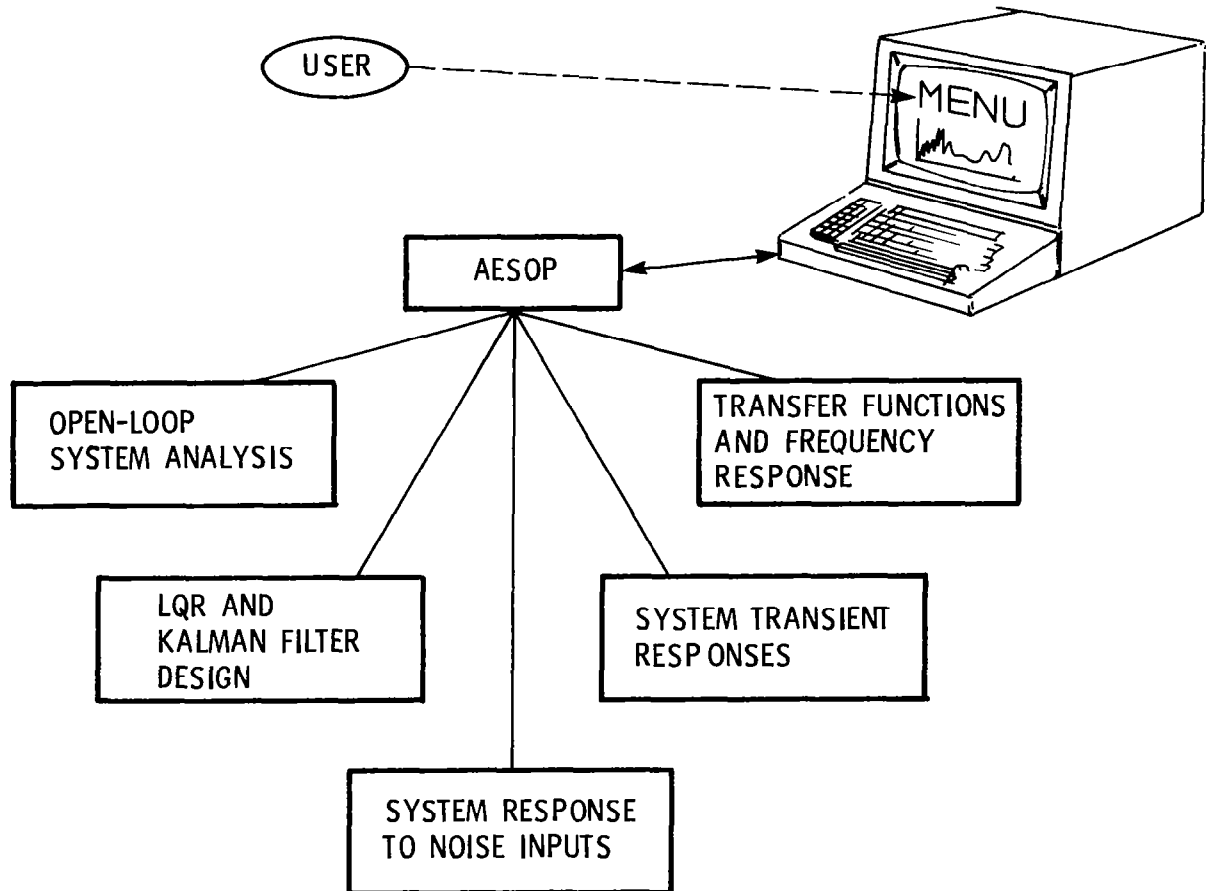 USER
MENU
AESOP
OPEN-LOOP
SYSTEM ANALYSIS
TRANSFER FUNCTIONS
AND FREQUENCY
RESPONSE
LQR AND
KALMAN FILTER
DESIGN
SYSTEM TRANSIENT
RESPONSES
SYSTEM RESPONSE
TO NOISE INPUTS